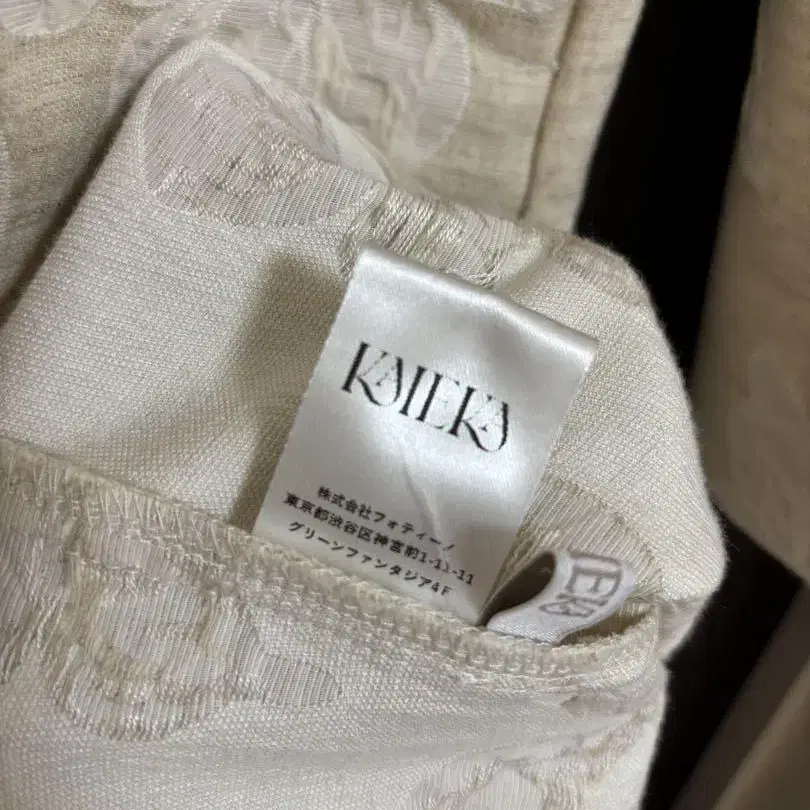 KAIEKA
株式会社フォティーノ
東京都渋谷区神宮前1-11-11
グリーンファンタジア4F
IEKA